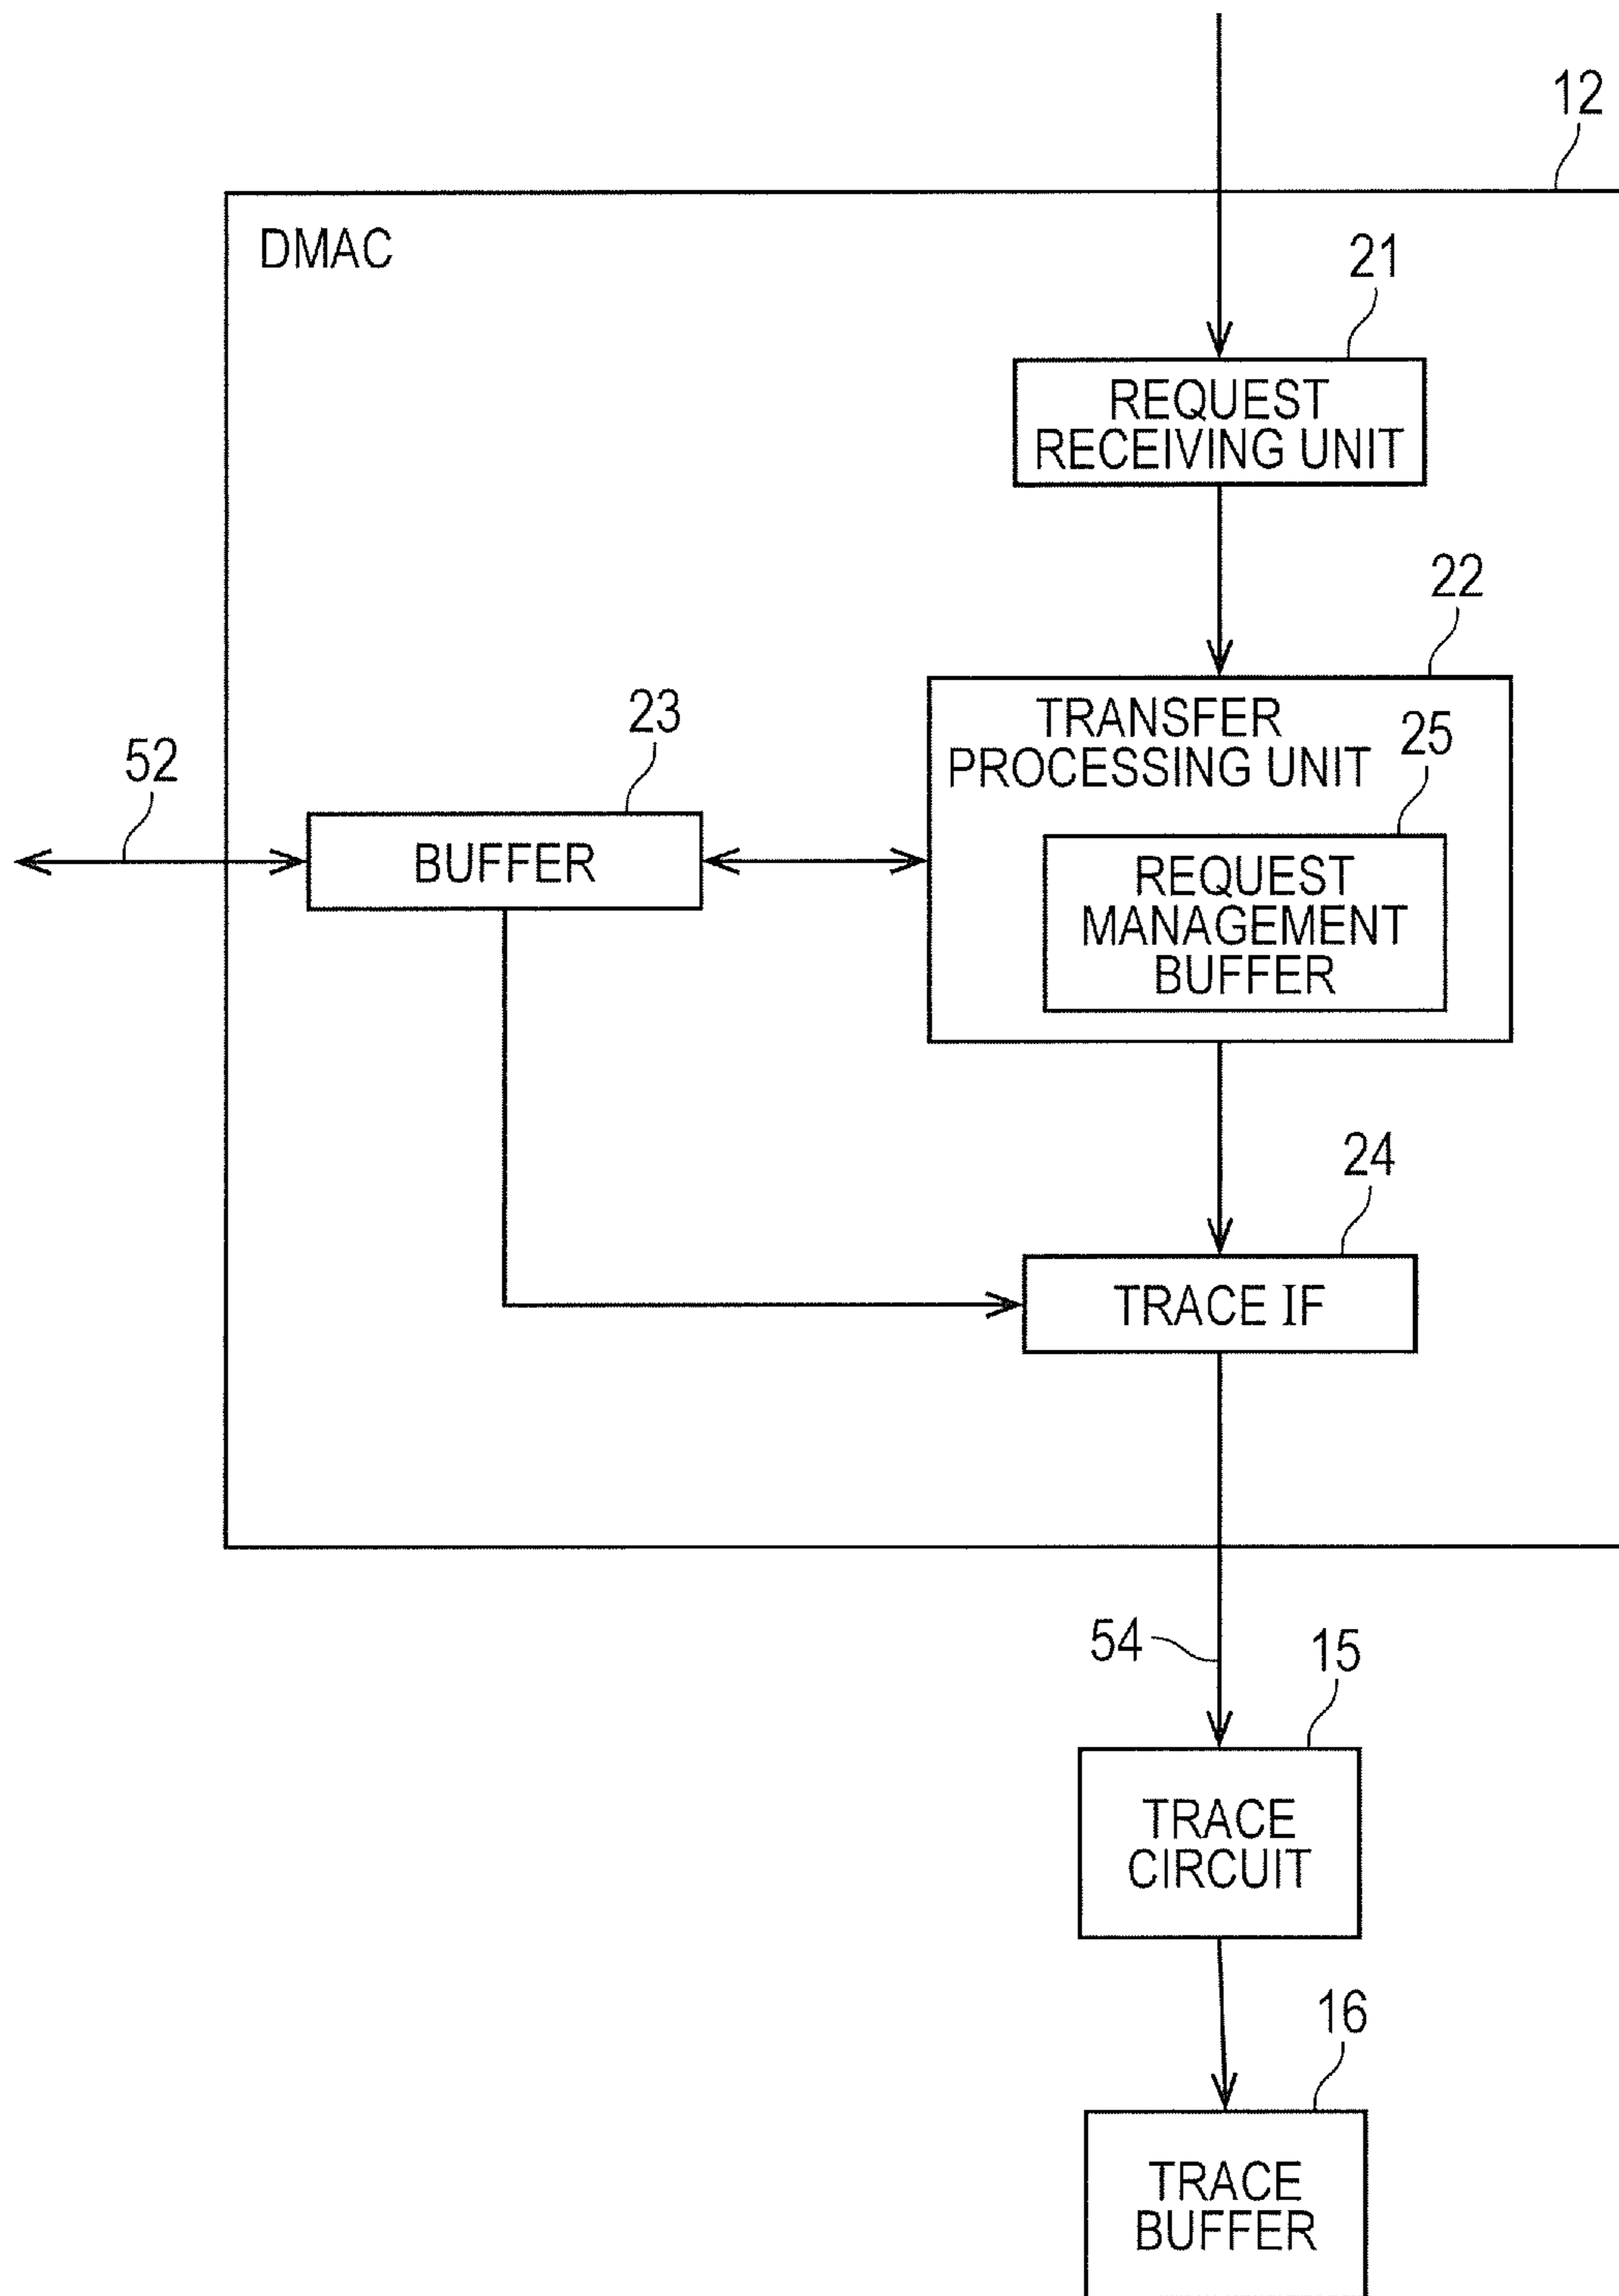 12
DMAC
21
REQUEST
RECEIVING UNIT
22
TRANSFER
PROCESSING UNIT
25
REQUEST
MANAGEMENT
BUFFER
23
52
BUFFER
24
TRACE IF
54
15
TRACE
CIRCUIT
16
TRACE
BUFFER